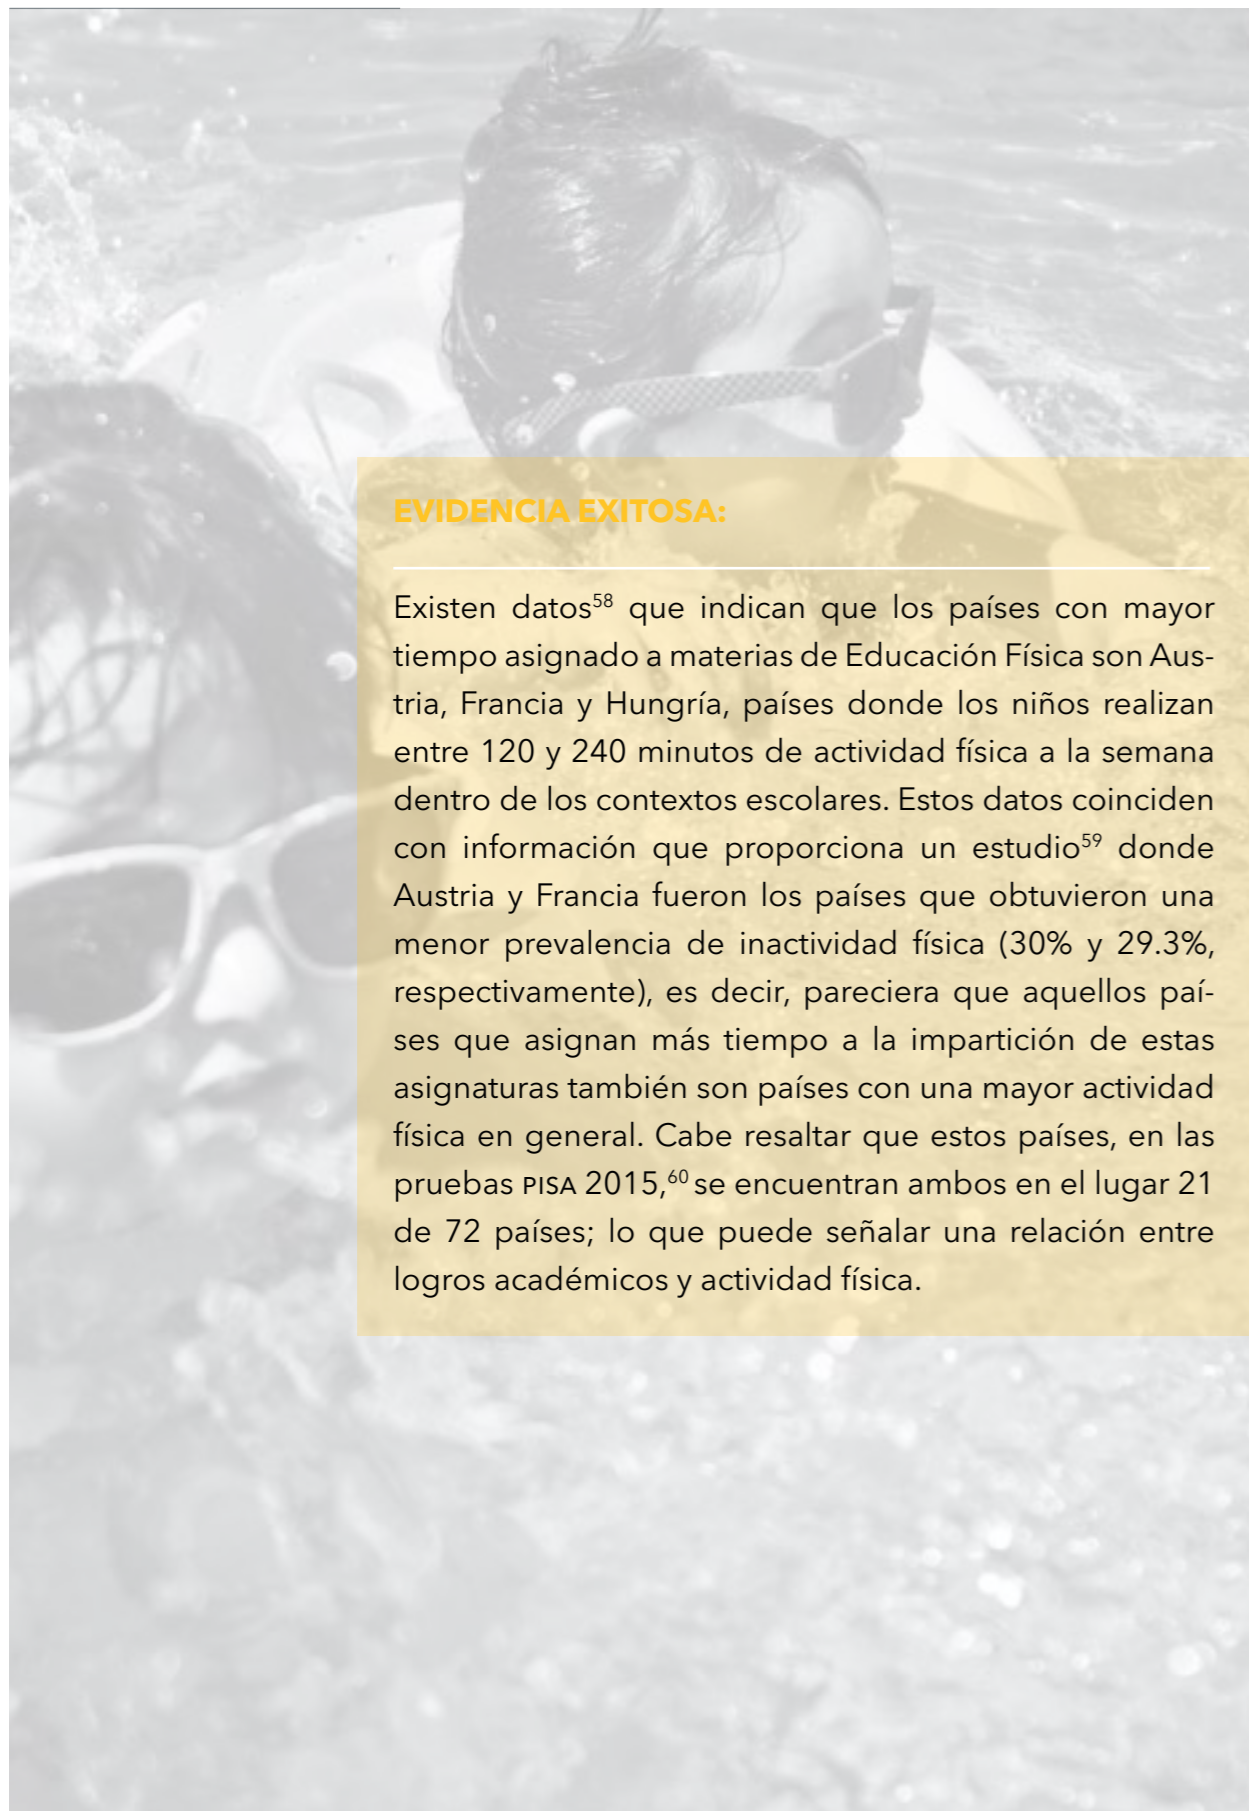 EVIDENCIA EXITOSA:
Existen datos⁵⁸ que indican que los países con mayor
tiempo asignado a materias de Educación Física son Aus-
tria, Francia y Hungría, países donde los niños realizan
entre 120 y 240 minutos de actividad física a la semana
dentro de los contextos escolares. Estos datos coinciden
con información que proporciona un estudio⁵⁹ donde
Austria y Francia fueron los países que obtuvieron una
menor prevalencia de inactividad física (30% y 29.3%,
respectivamente), es decir, pareciera que aquellos paí-
ses que asignan más tiempo a la impartición de estas
asignaturas también son países con una mayor actividad
física en general. Cabe resaltar que estos países, en las
pruebas PISA 2015,⁶⁰ se encuentran ambos en el lugar 21
de 72 países; lo que puede señalar una relación entre
logros académicos y actividad física.